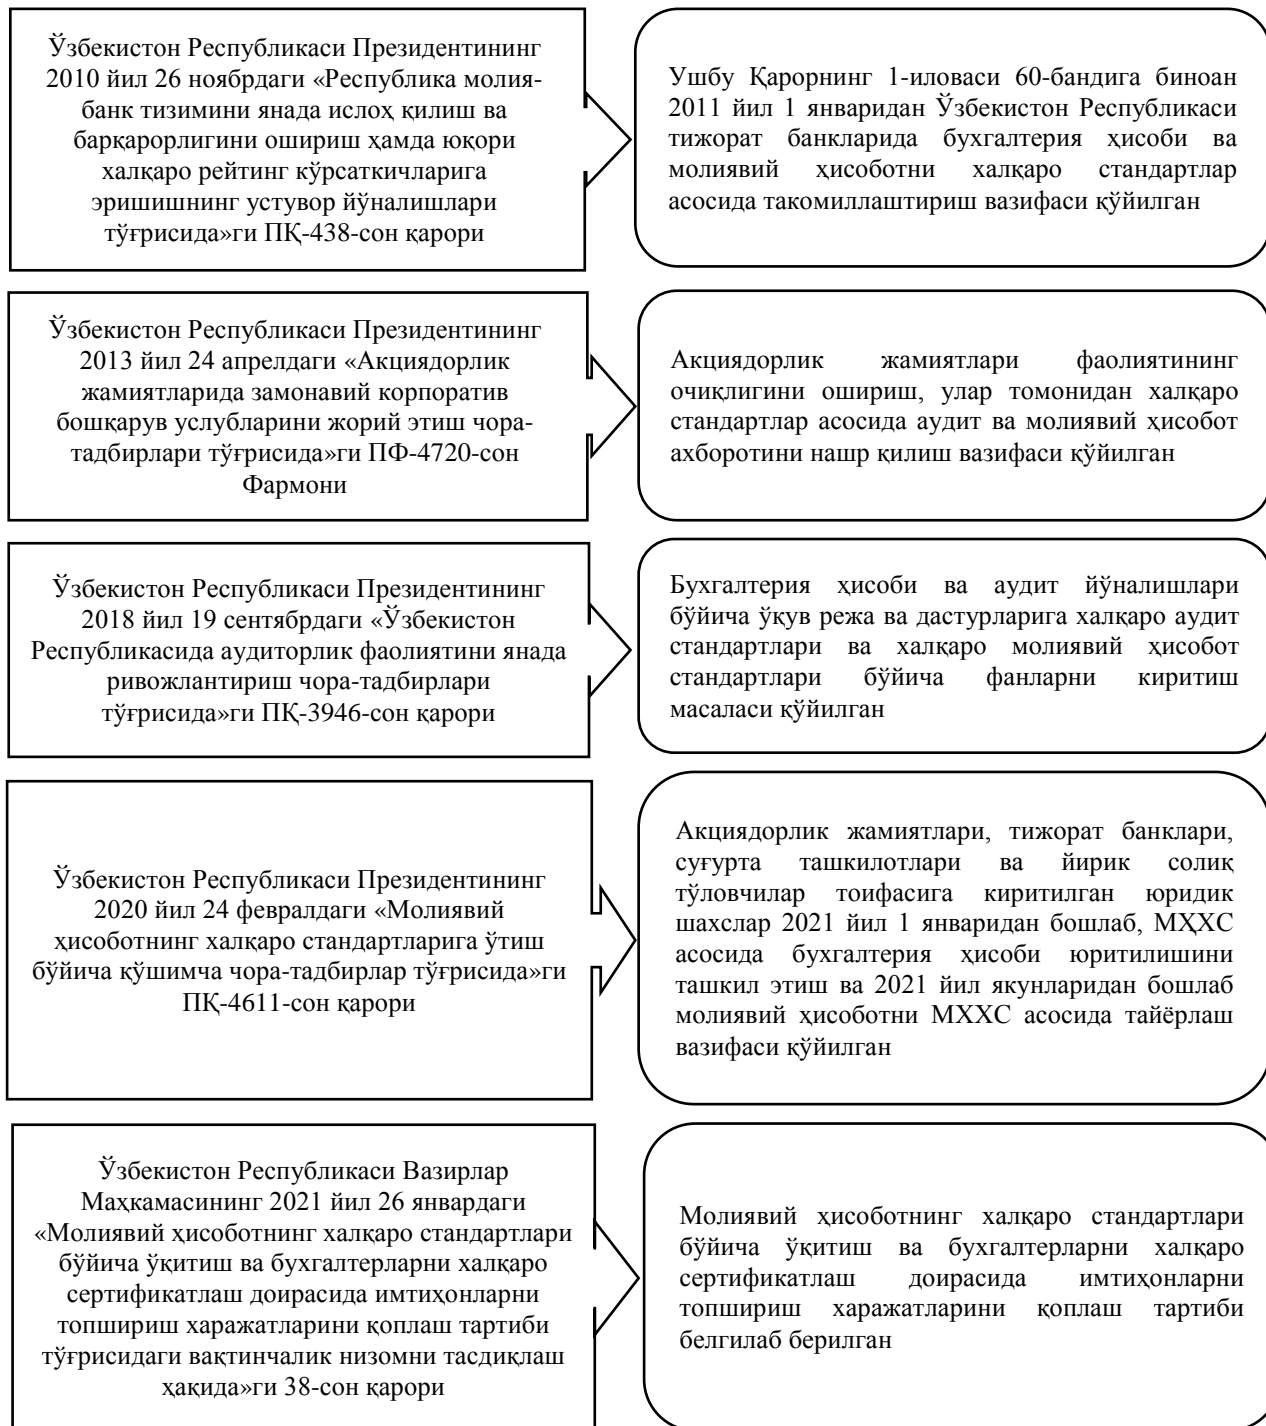 Ўзбекистон Республикаси Президентининг
2010 йил 26 ноябрдаги «Республика молия-
банк тизимини янада ислоҳ қилиш ва
барқарорлигини ошириш ҳамда юқори
халқаро рейтинг кўрсаткичларига
эришишнинг устувор йўналишлари
тўғрисида»ги ПҚ-438-сон қарори
Ушбу Қарорнинг 1-иловаси 60-бандига биноан
2011 йил 1 январидан Ўзбекистон Республикаси
тижорат банкларида бухгалтерия ҳисоби ва
молиявий ҳисоботни халқаро стандартлар
асосида такомиллаштириш вазифаси қўйилган
Ўзбекистон Республикаси Президентининг
2013 йил 24 апрелдаги «Акциядорлик
жамиятларида замонавий корпоратив
бошқарув услубларини жорий этиш чора-
тадбирлари тўғрисида»ги ПФ-4720-сон
Фармони
Акциядорлик жамиятлари фаолиятининг
очиқлигини ошириш, улар томонидан халқаро
стандартлар асосида аудит ва молиявий ҳисобот
ахборотини нашр қилиш вазифаси қўйилган
Ўзбекистон Республикаси Президентининг
2018 йил 19 сентябрдаги «Ўзбекистон
Республикасида аудиторлик фаолиятини янада
ривожлантириш чора-тадбирлари
тўғрисида»ги ПҚ-3946-сон қарори
Бухгалтерия ҳисоби ва аудит йўналишлари
бўйича ўқув режа ва дастурларига халқаро аудит
стандартлари ва халқаро молиявий ҳисобот
стандартлари бўйича фанларни киритиш
масаласи қўйилган
Ўзбекистон Республикаси Президентининг
2020 йил 24 февралдаги «Молиявий
ҳисоботнинг халқаро стандартларига ўтиш
бўйича қўшимча чора-тадбирлар тўғрисида»ги
ПҚ-4611-сон қарори
Акциядорлик жамиятлари, тижорат банклари,
суғурта ташкилотлари ва йирик солиқ
тўловчилар тоифасига киритилган юридик
шахслар 2021 йил 1 январидан бошлаб, МҲХС
асосида бухгалтерия ҳисоби юритилишини
ташкил этиш ва 2021 йил якунларидан бошлаб
молиявий ҳисоботни МХХС асосида тайёрлаш
вазифаси қўйилган
Ўзбекистон Республикаси Вазирлар
Маҳкамасининг 2021 йил 26 январдаги
«Молиявий ҳисоботнинг халқаро стандартлари
бўйича ўқитиш ва бухгалтерларни халқаро
сертификатлаш доирасида имтиҳонларни
топшириш харажатларини қоплаш тартиби
тўғрисидаги вақтинчалик низомни тасдиқлаш
ҳақида»ги 38-сон қарори
Молиявий ҳисоботнинг халқаро стандартлари
бўйича ўқитиш ва бухгалтерларни халқаро
сертификатлаш доирасида имтиҳонларни
топшириш харажатларини қоплаш тартиби
белгилаб берилган